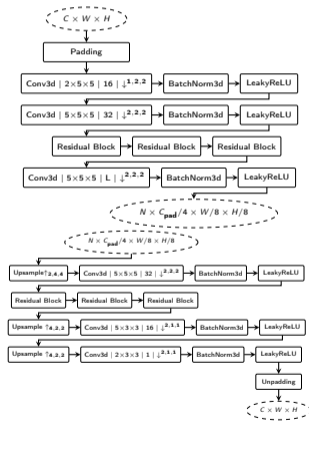 C × W × H
Padding
Conv3d | 2×5×5 | 16 | ↓1,2,2 BatchNorm3d LeakyReLU
Conv3d | 5×5×5 | 32 | ↓2,2,2 BatchNorm3d LeakyReLU
Residual Block Residual Block Residual Block
Conv3d | 5×5×5 | L | ↓2,2,2 BatchNorm3d LeakyReLU
N × Cpad/4 × W/8 × H/8
N × Cpad/4 × W/8 × H/8
Upsample↑2,4,4 Conv3d | 5×5×5 | 32 | ↓2,2,2 BatchNorm3d LeakyReLU
Residual Block Residual Block Residual Block
Upsample ↑4,2,2 Conv3d | 5×3×3 | 16 | ↓2,1,1 BatchNorm3d LeakyReLU
Upsample ↑4,2,2 Conv3d | 2×3×3 | 1 | ↓2,1,1 BatchNorm3d LeakyReLU
Unpadding
C × W × H